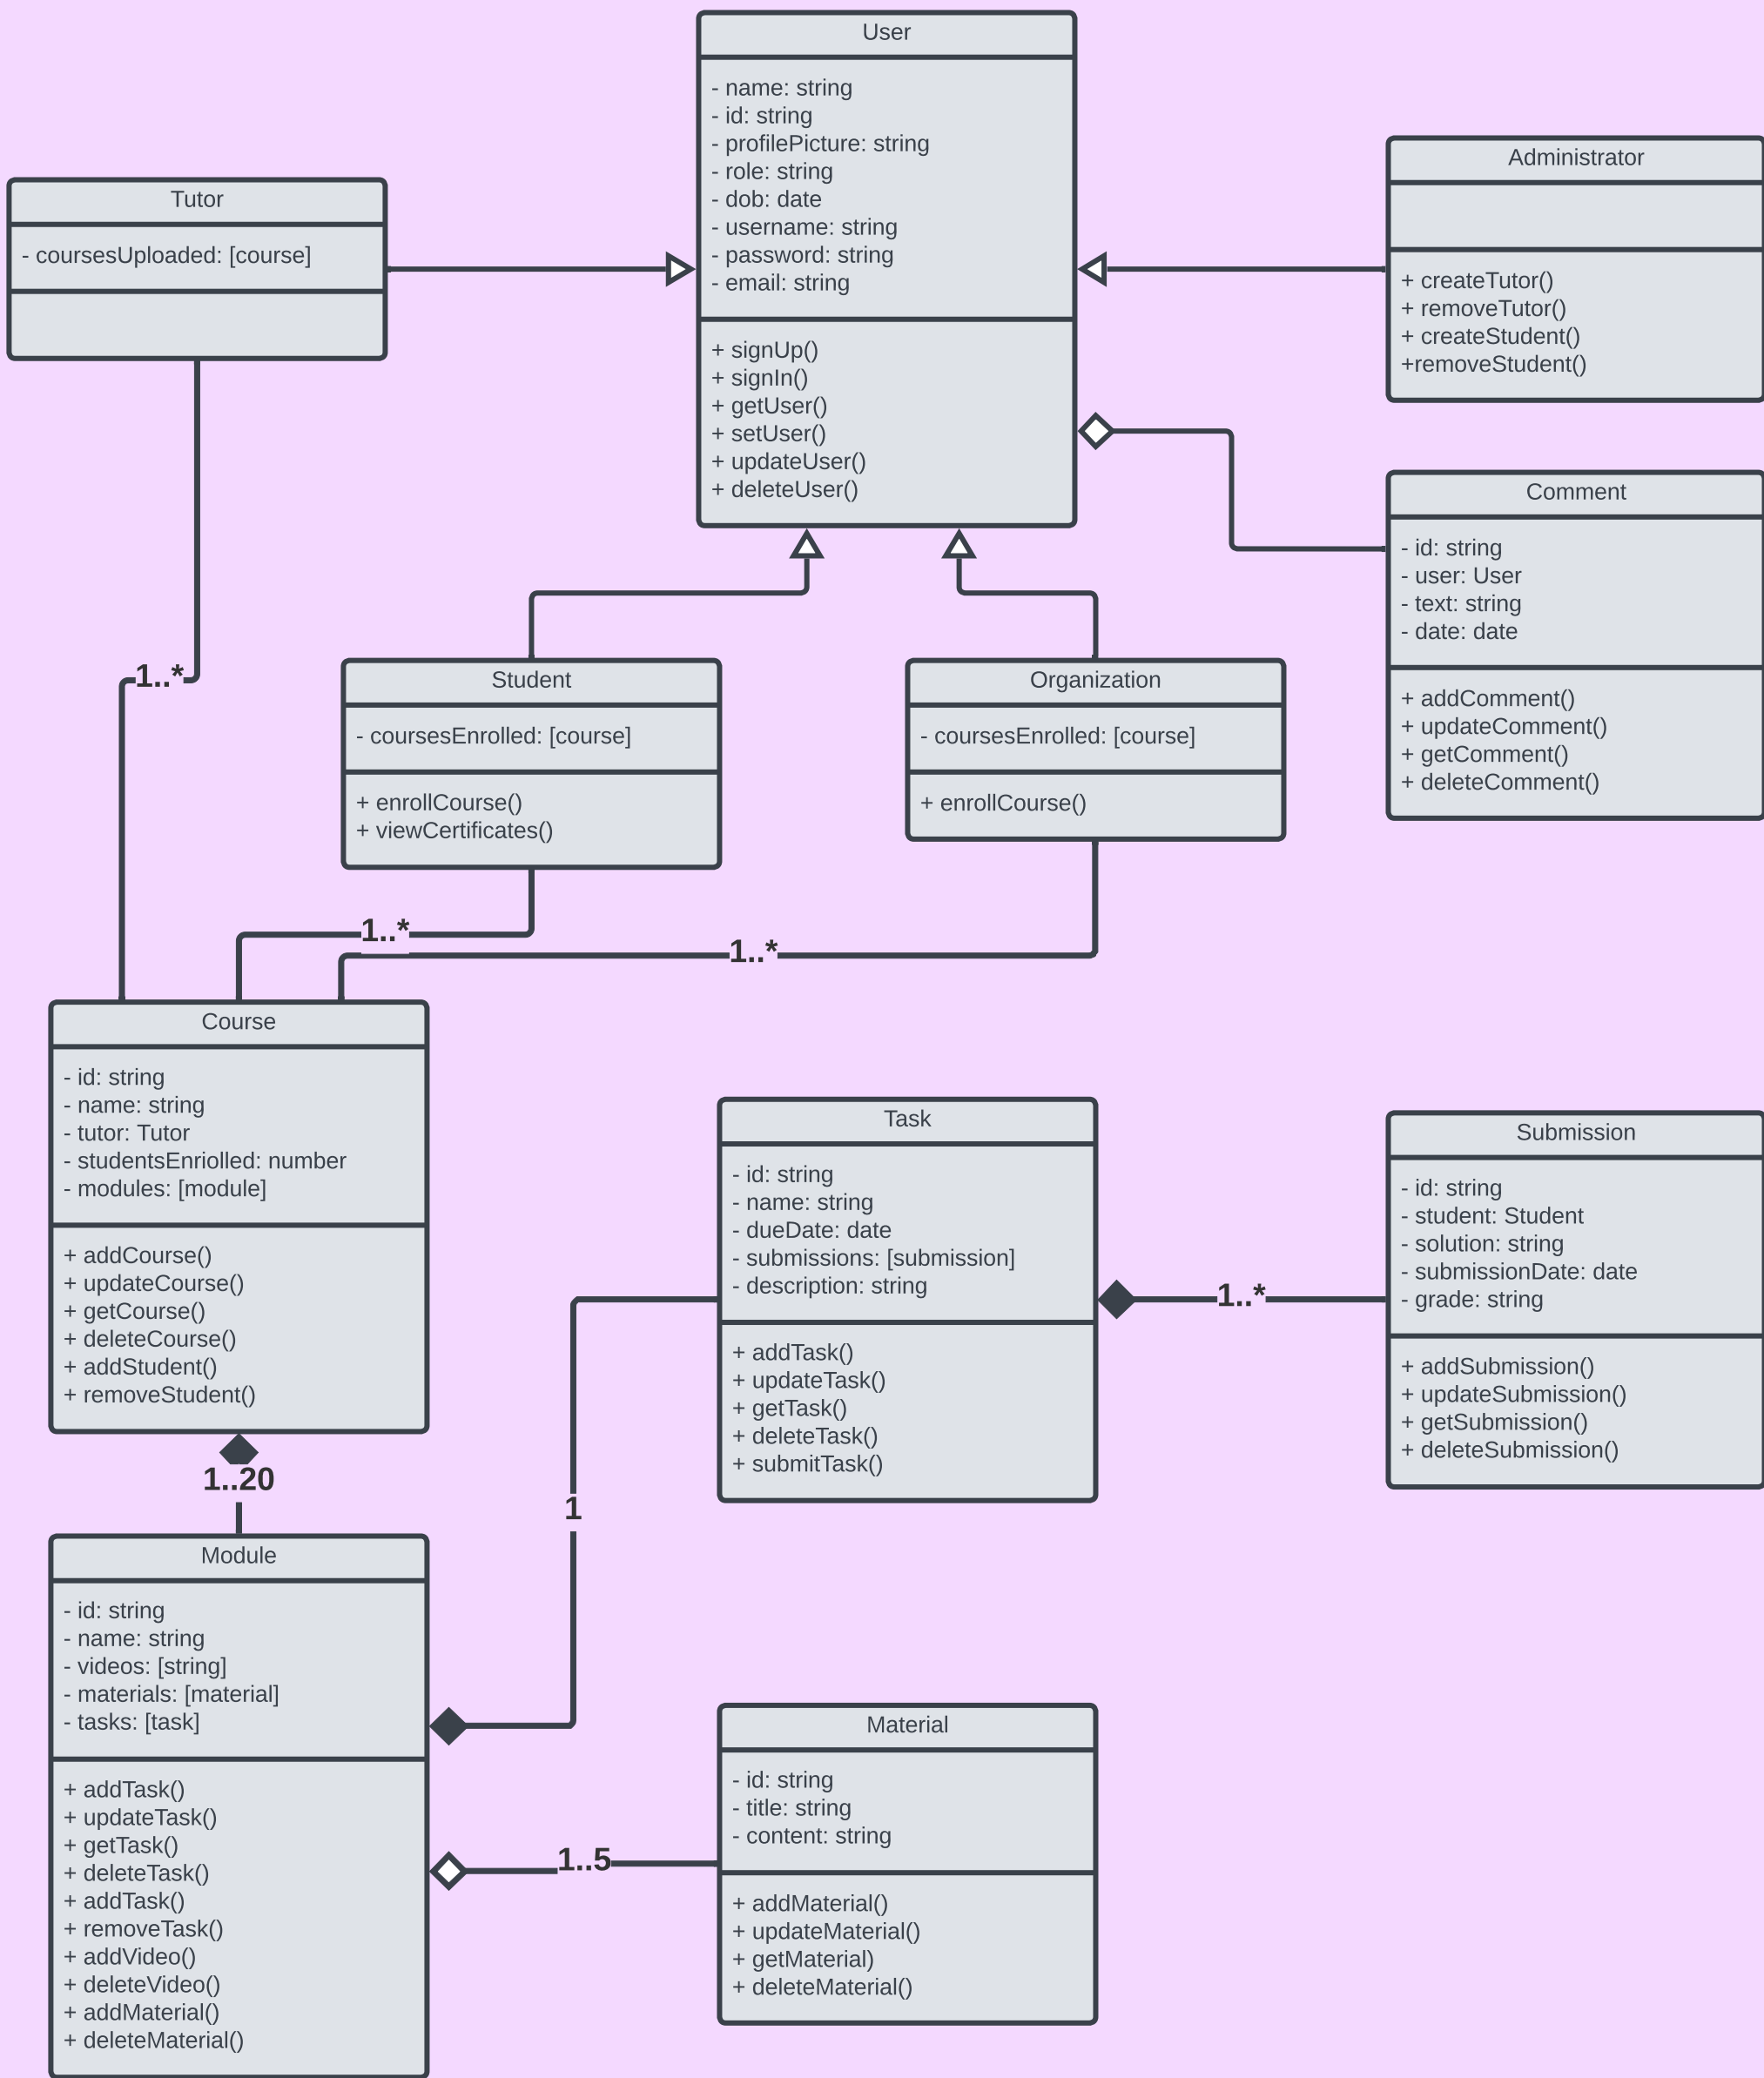 User
- name: string
- id: string
- profilePicture: string
- role: string
- dob: date
- username: string
- password: string
- email: string
+ signUp()
+ signIn()
+ getUser()
+ setUser()
+ updateUser()
+ deleteUser()
Tutor
- coursesUploaded: [course]
Administrator
+ createTutor()
+ removeTutor()
+ createStudent()
+removeStudent()
Comment
- id: string
- user: User
- text: string
- date: date
+ addComment()
+ updateComment()
+ getComment()
+ deleteComment()
1..*
Student
- coursesEnrolled: [course]
+ enrollCourse()
+ viewCertificates()
Organization
- coursesEnrolled: [course]
+ enrollCourse()
1..*
1..*
Course
- id: string
- name: string
- tutor: Tutor
- studentsEnriolled: number
- modules: [module]
+ addCourse()
+ updateCourse()
+ getCourse()
+ deleteCourse()
+ addStudent()
+ removeStudent()
Task
- id: string
- name: string
- dueDate: date
- submissions: [submission]
- description: string
+ addTask()
+ updateTask()
+ getTask()
+ deleteTask()
+ submitTask()
1..*
Submission
- id: string
- student: Student
- solution: string
- submissionDate: date
- grade: string
+ addSubmission()
+ updateSubmission()
+ getSubmission()
+ deleteSubmission()
1..20
1
Module
- id: string
- name: string
- videos: [string]
- materials: [material]
- tasks: [task]
+ addTask()
+ updateTask()
+ getTask()
+ deleteTask()
+ addTask()
+ removeTask()
+ addVideo()
+ deleteVideo()
+ addMaterial()
+ deleteMaterial()
1..5
Material
- id: string
- title: string
- content: string
+ addMaterial()
+ updateMaterial()
+ getMaterial)
+ deleteMaterial()